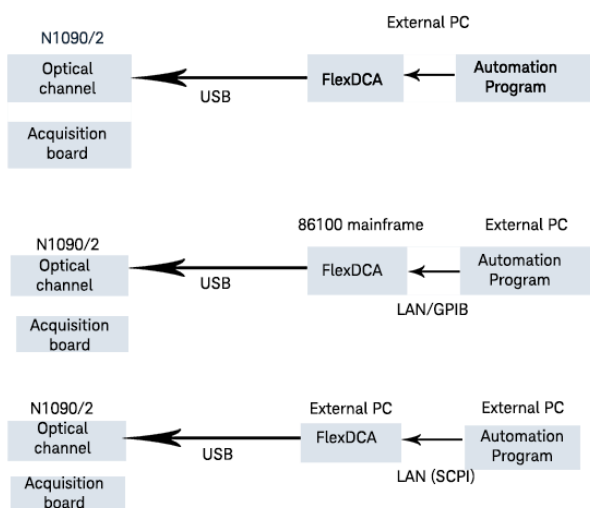 External PC
N1090/2
Optical
channel
USB
FlexDCA
Automation
Program
Acquisition
board
86100 mainframe
External PC
N1090/2
Optical
channel
USB
FlexDCA
LAN/GPIB
Automation
Program
Acquisition
board
N1090/2
External PC
External PC
Optical
channel
USB
FlexDCA
LAN (SCPI)
Automation
Program
Acquisition
board